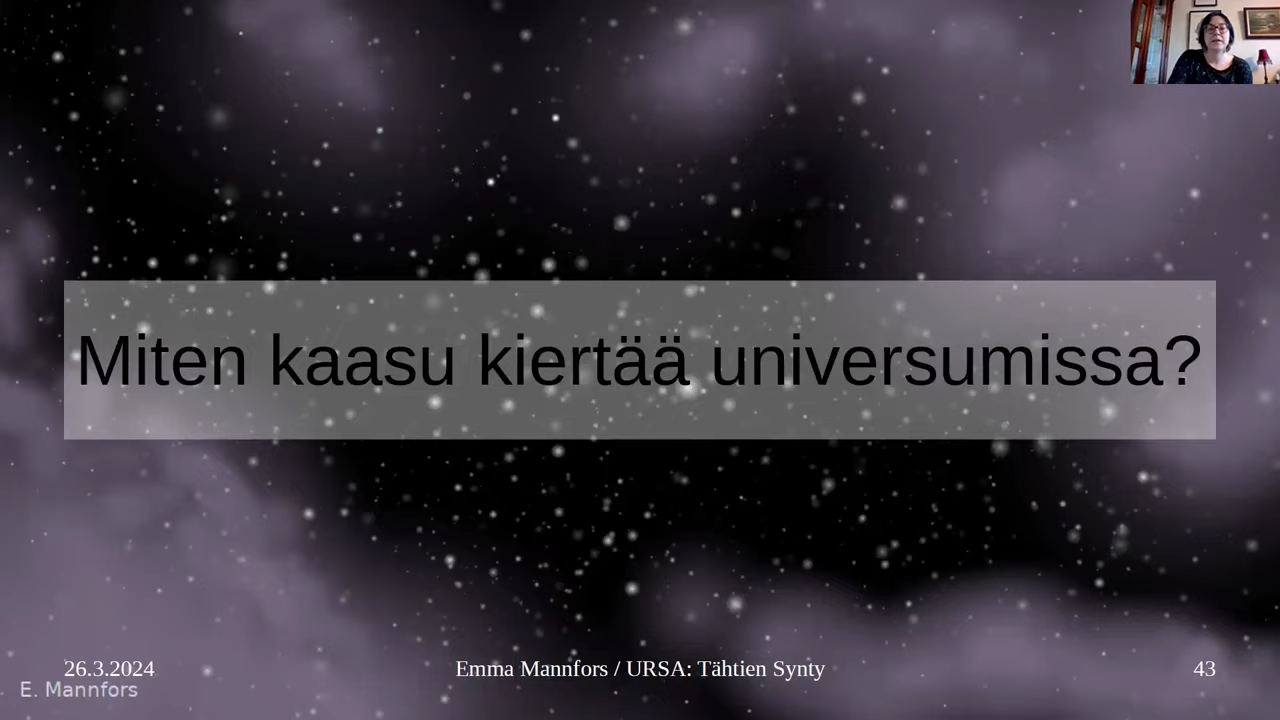 Miten kaasu kiertää universumissa?
26.3.2024
Emma Mannfors / URSA: Tähtien Synty
43
E. Mannfors